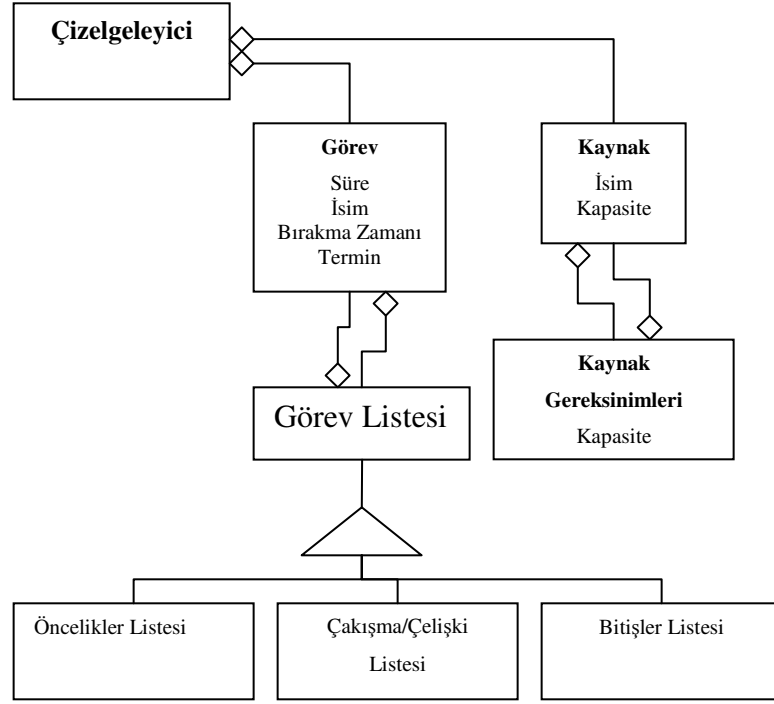 Çizelgeleyici
Görev
Süre
İsim
Bırakma Zamanı
Termin
Kaynak
İsim
Kapasite
Görev Listesi
Kaynak
Gereksinimleri
Kapasite
Öncelikler Listesi
Çakışma/Çelişki
Listesi
Bitişler Listesi